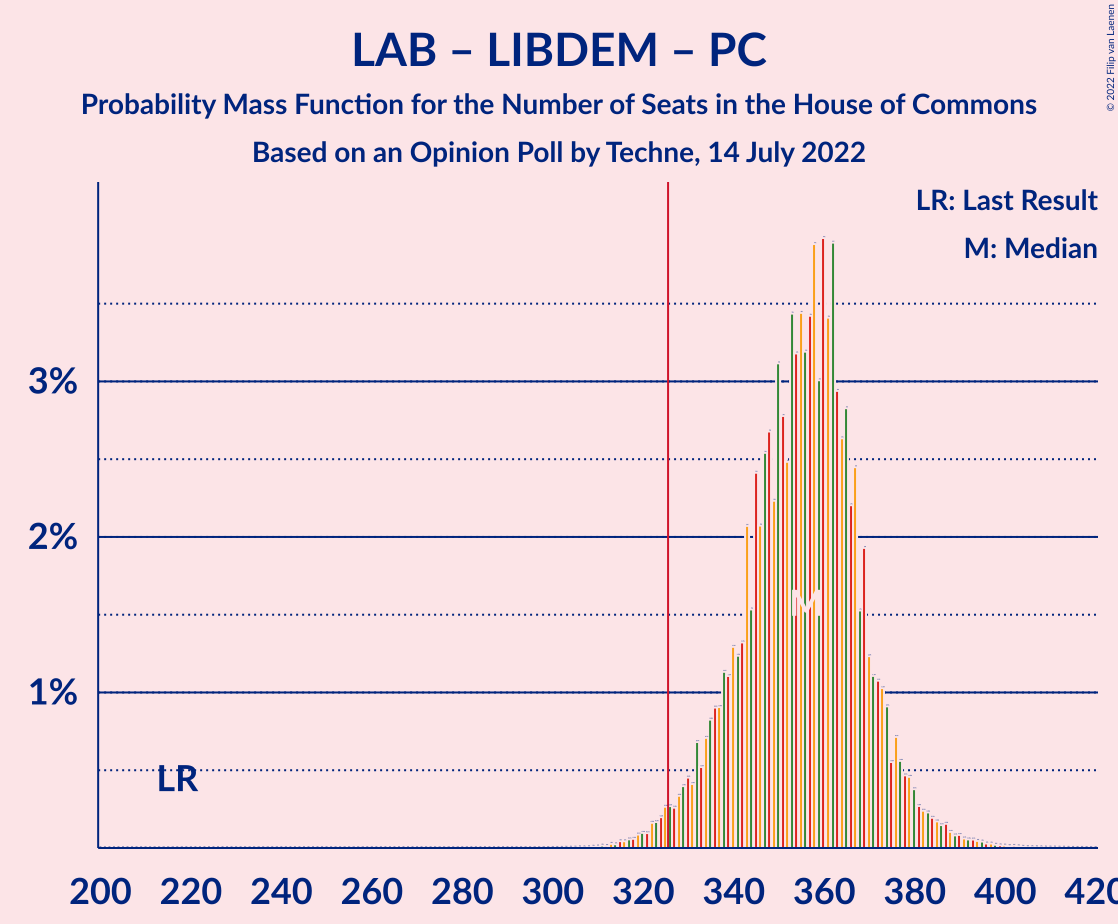 LAB – LIBDEM – PC
Probability Mass Function for the Number of Seats in the House of Commons
Based on an Opinion Poll by Techne, 14 July 2022
© 2022 Filip van Laenen
LR: Last Result
M: Median
3%
2%
1%
LR
M
200 220 240 260 280 300 320 340 360 380 400 420